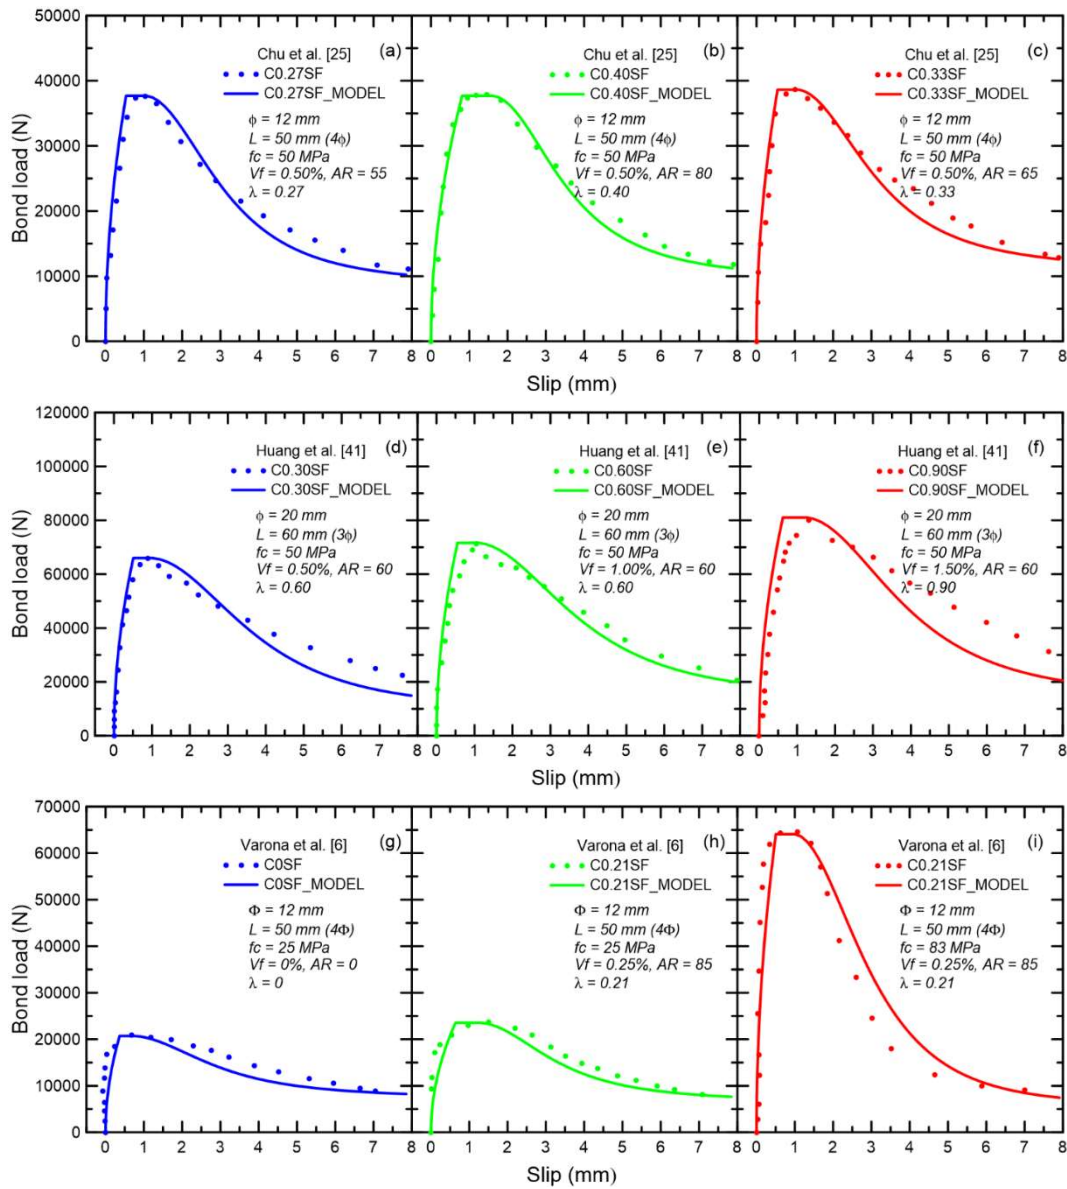 50000
40000
30000
20000
10000
0
Bond load (N)
Chu et al. [25] (a)
C0.27SF
C0.27SF_MODEL
ϕ = 12 mm
L = 50 mm (4ϕ)
fc = 50 MPa
Vf = 0.50%, AR = 55
λ = 0.27
Chu et al. [25] (b)
C0.40SF
C0.40SF_MODEL
ϕ = 12 mm
L = 50 mm (4ϕ)
fc = 50 MPa
Vf = 0.50%, AR = 80
λ = 0.40
Chu et al. [25] (c)
C0.33SF
C0.33SF_MODEL
ϕ = 12 mm
L = 50 mm (4ϕ)
fc = 50 MPa
Vf = 0.50%, AR = 65
λ = 0.33
0 1 2 3 4 5 6 7 8
0 1 2 3 4 5 6 7 8
0 1 2 3 4 5 6 7 8
Slip (mm)
120000
100000
80000
60000
40000
20000
0
Bond load (N)
Huang et al. [41] (d)
C0.30SF
C0.30SF_MODEL
ϕ = 20 mm
L = 60 mm (3ϕ)
fc = 50 MPa
Vf = 0.50%, AR = 60
λ = 0.60
Huang et al. [41] (e)
C0.60SF
C0.60SF_MODEL
ϕ = 20 mm
L = 60 mm (3ϕ)
fc = 50 MPa
Vf = 1.00%, AR = 60
λ = 0.60
Huang et al. [41] (f)
C0.90SF
C0.90SF_MODEL
ϕ = 20 mm
L = 60 mm (3ϕ)
fc = 50 MPa
Vf = 1.50%, AR = 60
λ = 0.90
0 1 2 3 4 5 6 7 8
0 1 2 3 4 5 6 7 8
0 1 2 3 4 5 6 7 8
Slip (mm)
70000
60000
50000
40000
30000
20000
10000
0
Bond load (N)
Varona et al. [6] (g)
C0SF
C0SF_MODEL
Φ = 12 mm
L = 50 mm (4Φ)
fc = 25 MPa
Vf = 0%, AR = 0
λ = 0
Varona et al. [6] (h)
C0.21SF
C0.21SF_MODEL
Φ = 12 mm
L = 50 mm (4Φ)
fc = 25 MPa
Vf = 0.25%, AR = 85
λ = 0.21
Varona et al. [6] (i)
C0.21SF
C0.21SF_MODEL
Φ = 12 mm
L = 50 mm (4Φ)
fc = 83 MPa
Vf = 0.25%, AR = 85
λ = 0.21
0 1 2 3 4 5 6 7 8
0 1 2 3 4 5 6 7 8
0 1 2 3 4 5 6 7 8
Slip (mm)